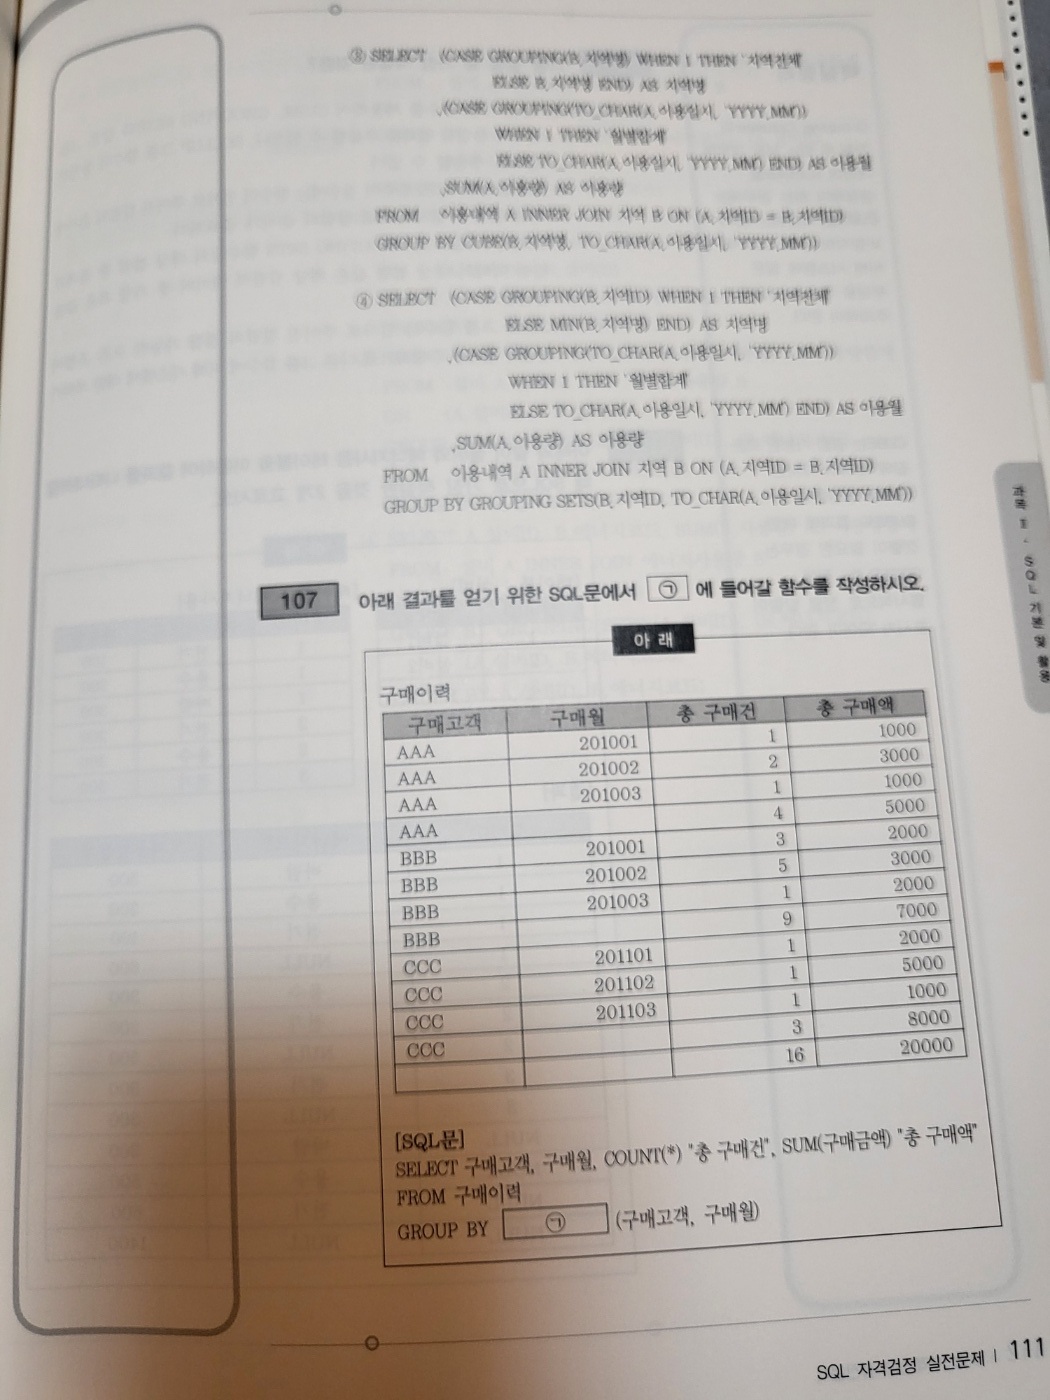 ③ SELECT (CASE GROUPING(B.지역명) WHEN 1 THEN '지역전체'
ELSE B.지역명 END) AS 지역명
,(CASE GROUPING(TO_CHAR(A.이용일시, 'YYYY.MM'))
WHEN 1 THEN '월별합계'
ELSE TO_CHAR(A.이용일시, 'YYYY.MM') END) AS 이용월
,SUM(A.이용량) AS 이용량
FROM 이용내역 A INNER JOIN 지역 B ON (A.지역ID = B.지역ID)
GROUP BY CUBE(B.지역명, TO_CHAR(A.이용일시, 'YYYY.MM'))
④ SELECT (CASE GROUPING(B.지역ID) WHEN 1 THEN '지역전체'
ELSE MIN(B.지역명) END) AS 지역명
,(CASE GROUPING(TO_CHAR(A.이용일시, 'YYYY.MM'))
WHEN 1 THEN '월별합계'
ELSE TO_CHAR(A.이용일시, 'YYYY.MM') END) AS 이용월
,SUM(A.이용량) AS 이용량
FROM 이용내역 A INNER JOIN 지역 B ON (A.지역ID = B.지역ID)
GROUP BY GROUPING SETS(B.지역ID, TO_CHAR(A.이용일시, 'YYYY.MM'))
과목 Ⅱ · SQL 기본 및 활용
107 아래 결과를 얻기 위한 SQL문에서 ㉠ 에 들어갈 함수를 작성하시오.
아 래
구매이력
구매고객 구매월 총 구매건 총 구매액
AAA 201001 1 1000
AAA 201002 2 3000
AAA 201003 1 1000
AAA 4 5000
BBB 201001 3 2000
BBB 201002 5 3000
BBB 201003 1 2000
BBB 9 7000
CCC 201101 1 2000
CCC 201102 1 5000
CCC 201103 1 1000
CCC 3 8000
16 20000
[SQL문]
SELECT 구매고객, 구매월, COUNT(*) "총 구매건", SUM(구매금액) "총 구매액"
FROM 구매이력
GROUP BY ㉠ (구매고객, 구매월)
SQL 자격검정 실전문제 | 111